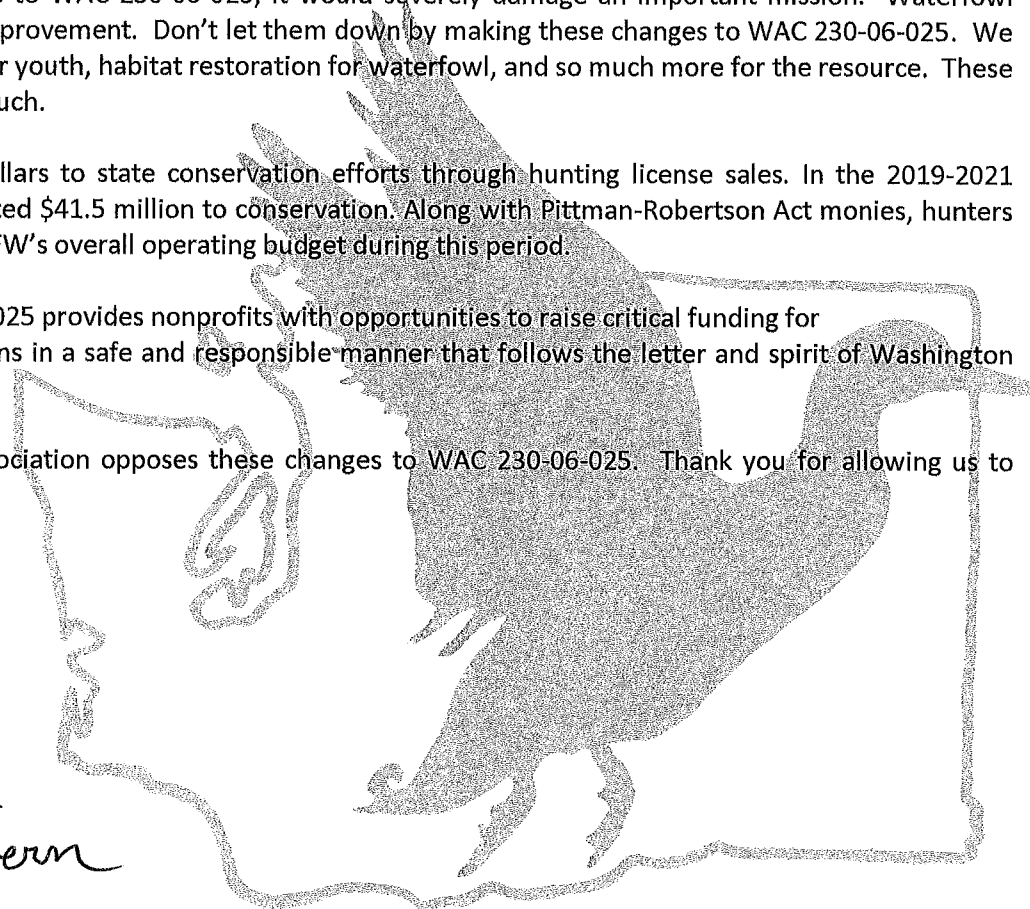 to WAC 230-06-025, it would severely damage an important mission. Waterfowl
provement. Don't let them down by making these changes to WAC 230-06-025. We
r youth, habitat restoration for waterfowl, and so much more for the resource. These
uch.
llars to state conservation efforts through hunting license sales. In the 2019-2021
ted $41.5 million to conservation. Along with Pittman-Robertson Act monies, hunters
FW's overall operating budget during this period.
025 provides nonprofits with opportunities to raise critical funding for
ns in a safe and responsible manner that follows the letter and spirit of Washington
ociation opposes these changes to WAC 230-06-025. Thank you for allowing us to
ern